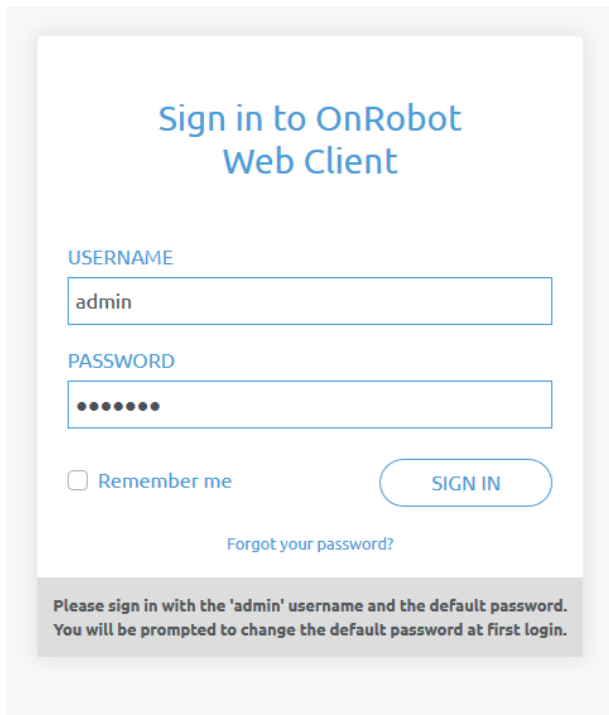 Sign in to OnRobot
Web Client
USERNAME
admin
PASSWORD
•••••••
Remember me
SIGN IN
Forgot your password?
Please sign in with the 'admin' username and the default password.
You will be prompted to change the default password at first login.